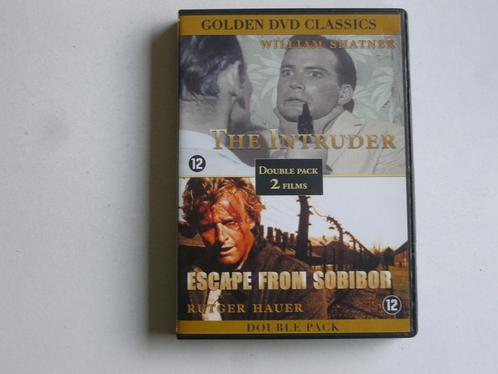 GOLDEN DVD CLASSICS
WILLIAM SHATNER
THE INTRUDER
12
DOUBLE PACK
2 FILMS
ESCAPE FROM SOBIBOR
12
RUTGER HAUER
DOUBLE PACK